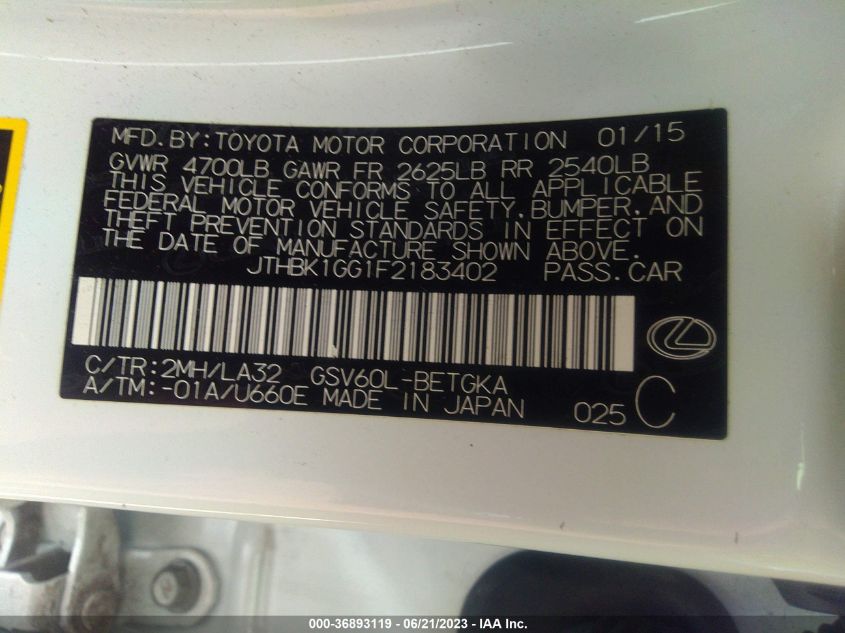 MFD.BY:TOYOTA MOTOR CORPORATION 01/15
GVWR 4700LB GAWR FR 2625LB RR 2540LB
THIS VEHICLE CONFORMS TO ALL APPLICABLE
FEDERAL MOTOR VEHICLE SAFETY,BUMPER,AND
THEFT PREVENTION STANDARDS IN EFFECT ON
THE DATE OF MANUFACTURE SHOWN ABOVE.
JTHBK1GG1F2183402 PASS.CAR
C/TR:2MH/LA32 GSV60L-BETGKA
A/TM:-01A/U660E MADE IN JAPAN 025 C
000-36893119 - 06/21/2023 - IAA Inc.